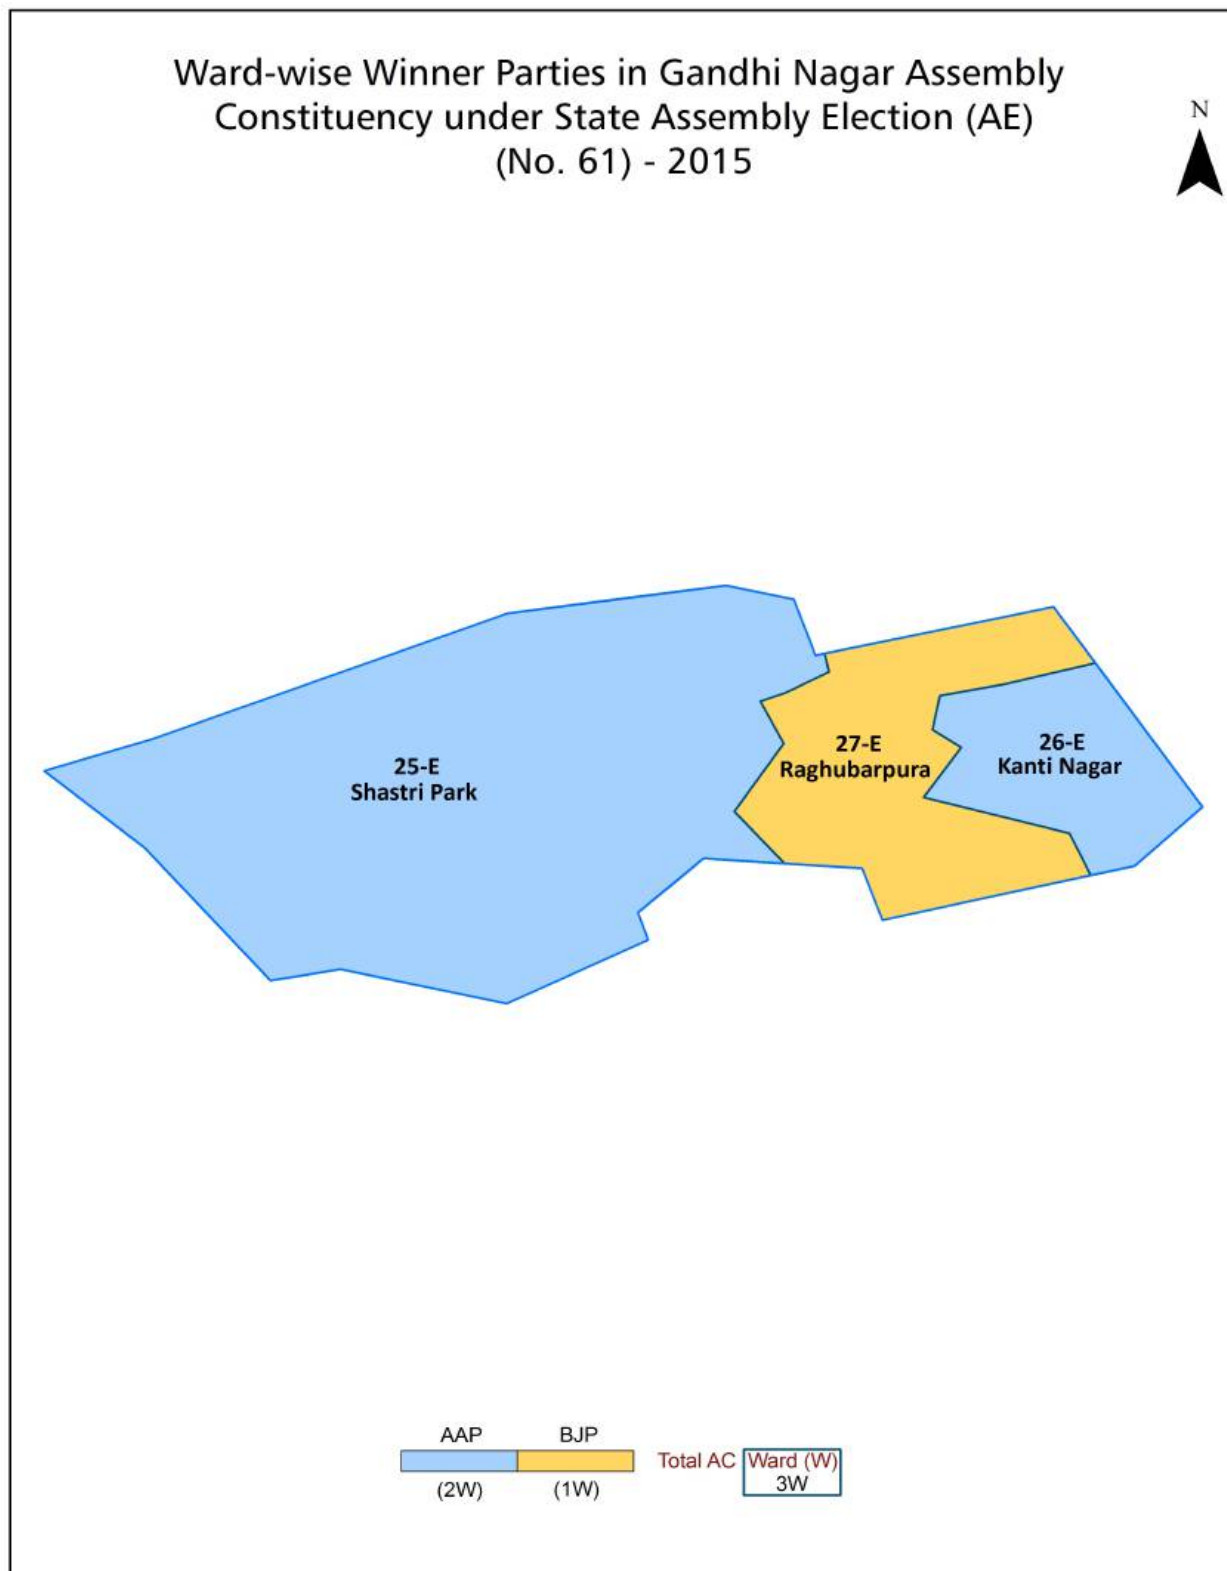 Ward-wise Winner Parties in Gandhi Nagar Assembly
Constituency under State Assembly Election (AE)
(No. 61) - 2015
N
25-E
Shastri Park
27-E
Raghubarpura
26-E
Kanti Nagar
AAP BJP
Total AC Ward (W)
3W
(2W) (1W)